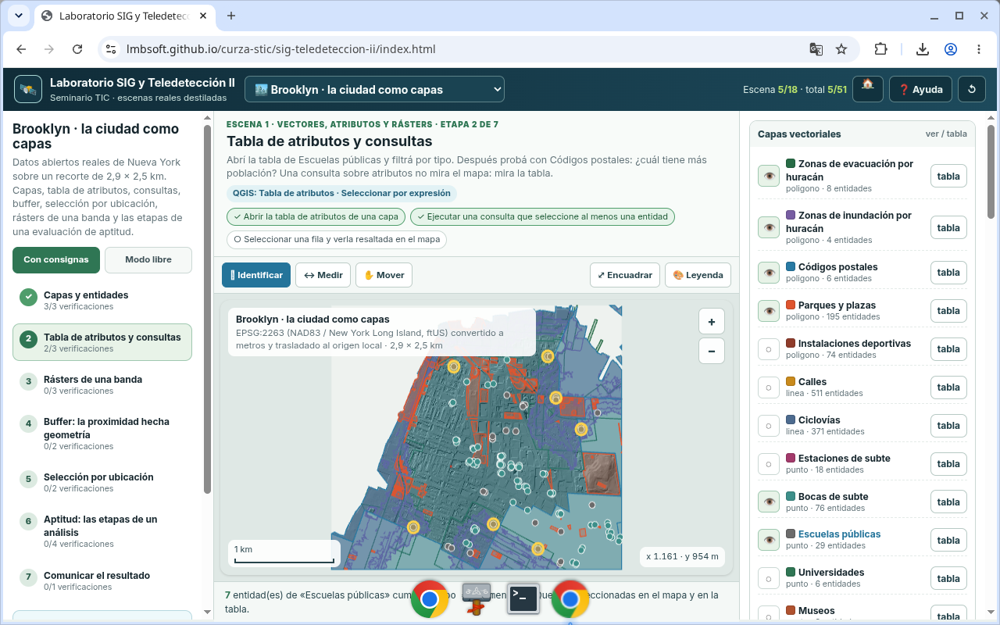 Laboratorio SIG y Teledetecc
lmbsoft.github.io/curza-stic/sig-teledeteccion-ii/index.html
Laboratorio SIG y Teledetección II
Seminario TIC · escenas reales destiladas
Brooklyn · la ciudad como capas
Escena 5/18 · total 5/51
Ayuda
Brooklyn · la ciudad como
capas
Datos abiertos reales de Nueva York
sobre un recorte de 2,9 × 2,5 km.
Capas, tabla de atributos, consultas,
buffer, selección por ubicación,
rásters de una banda y las etapas de
una evaluación de aptitud.
Con consignas
Modo libre
Capas y entidades
3/3 verificaciones
2
Tabla de atributos y consultas
2/3 verificaciones
3
Rásters de una banda
0/3 verificaciones
4
Buffer: la proximidad hecha
geometría
0/2 verificaciones
5
Selección por ubicación
0/2 verificaciones
6
Aptitud: las etapas de un
análisis
0/4 verificaciones
7
Comunicar el resultado
0/1 verificaciones
ESCENA 1 · VECTORES, ATRIBUTOS Y RÁSTERS · ETAPA 2 DE 7
Tabla de atributos y consultas
Abrí la tabla de Escuelas públicas y filtrá por tipo. Después probá con Códigos postales: ¿cuál tiene más
población? Una consulta sobre atributos no mira el mapa: mira la tabla.
QGIS: Tabla de atributos · Seleccionar por expresión
✓ Abrir la tabla de atributos de una capa
✓ Ejecutar una consulta que seleccione al menos una entidad
○ Seleccionar una fila y verla resaltada en el mapa
Identificar
↔ Medir
Mover
⤢ Encuadrar
Leyenda
Brooklyn · la ciudad como capas
EPSG:2263 (NAD83 / New York Long Island, ftUS) convertido a
metros y trasladado al origen local · 2,9 × 2,5 km
+
−
1 km
x 1.161 · y 954 m
7 entidad(es) de «Escuelas públicas» cum
eccionadas en el mapa y en la
tabla.
Capas vectoriales
ver / tabla
Zonas de evacuación por
huracán
poligono · 8 entidades
tabla
Zonas de inundación por
huracán
poligono · 4 entidades
tabla
Códigos postales
poligono · 6 entidades
tabla
Parques y plazas
poligono · 195 entidades
tabla
Instalaciones deportivas
poligono · 74 entidades
tabla
Calles
linea · 511 entidades
tabla
Ciclovías
linea · 371 entidades
tabla
Estaciones de subte
punto · 18 entidades
tabla
Bocas de subte
punto · 76 entidades
tabla
Escuelas públicas
punto · 29 entidades
tabla
Universidades
punto · 6 entidades
tabla
Museos
tabla